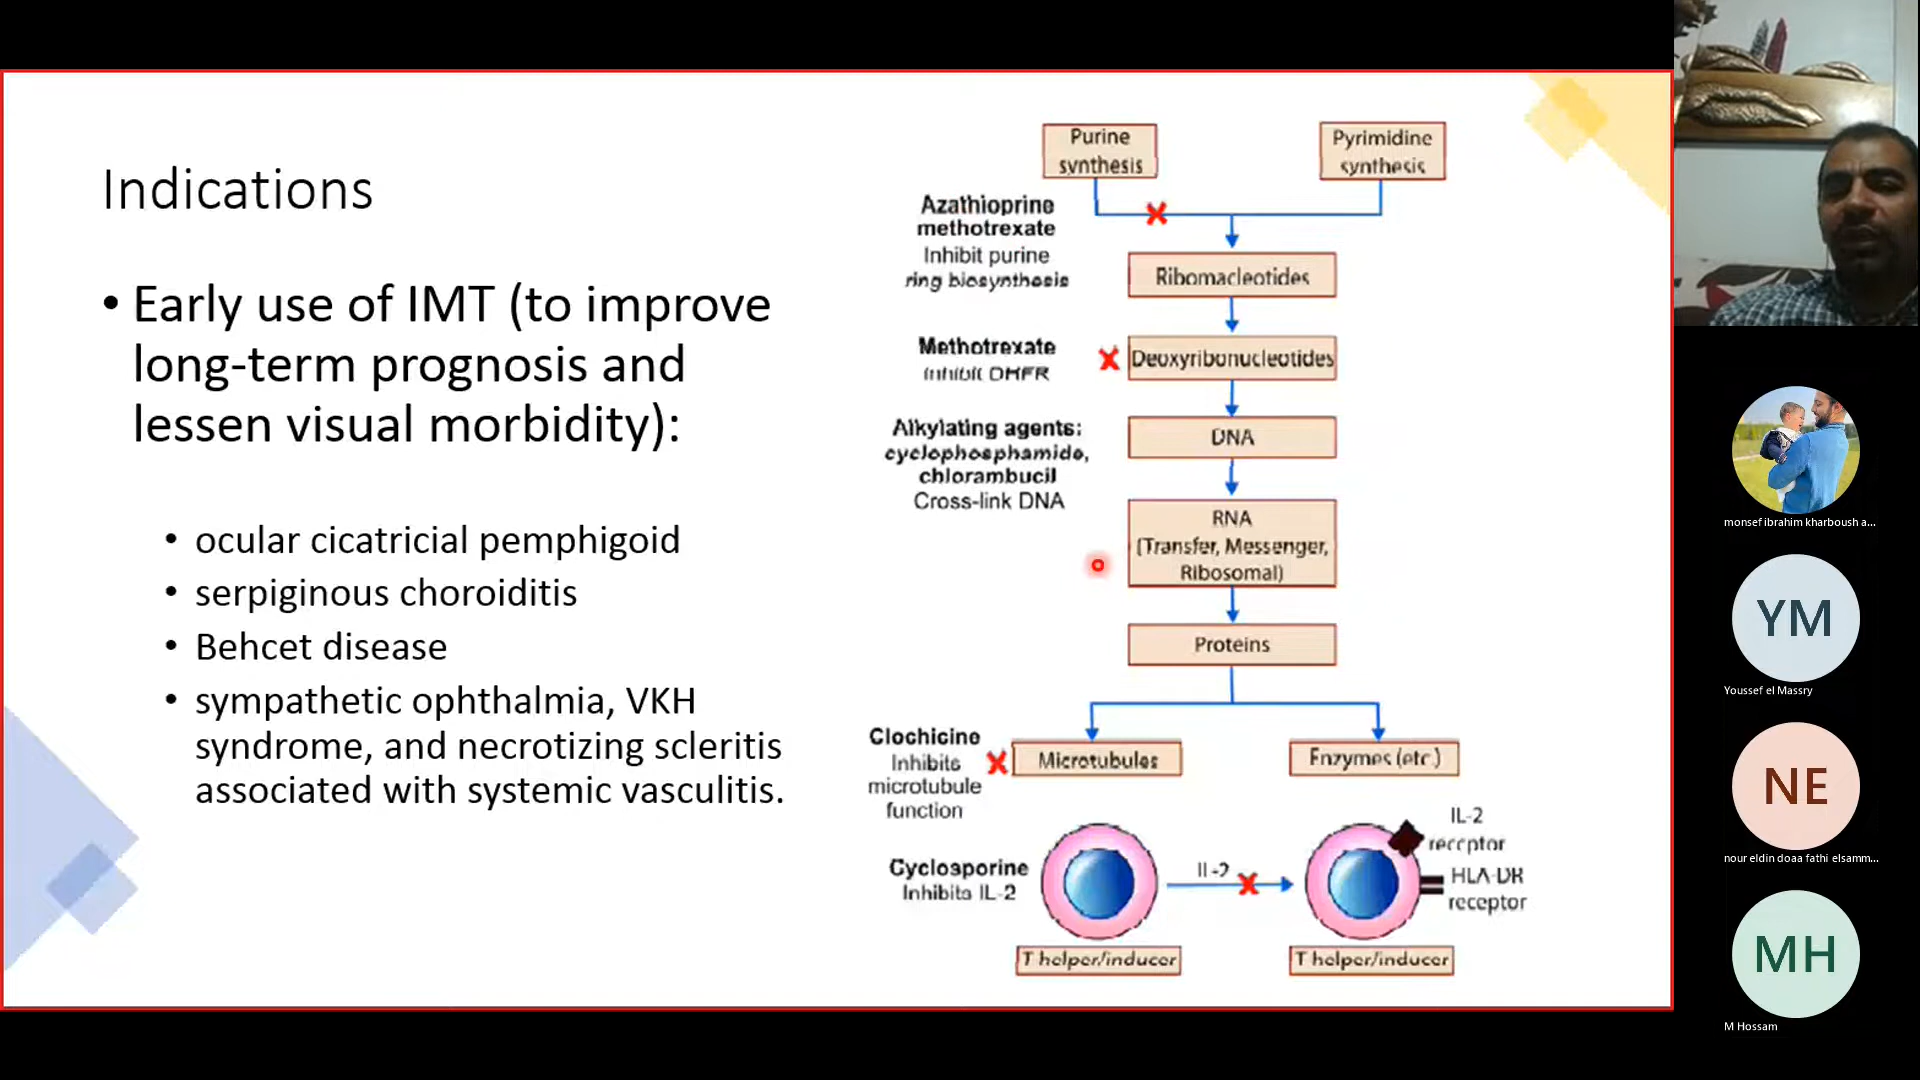 Indications
• Early use of IMT (to improve
long-term prognosis and
lessen visual morbidity):
• ocular cicatricial pemphigoid
• serpiginous choroiditis
• Behcet disease
• sympathetic ophthalmia, VKH
syndrome, and necrotizing scleritis
associated with systemic vasculitis.
Purine
synthesis
Pyrimidine
synthesis
Azathioprine
methotrexate
Inhibit purine
ring biosynthesis
Ribomacleotides
Methotrexate
Inhibit DHFR
Deoxyribonucleotides
Alkylating agents:
cyclophosphamide,
chlorambucil
Cross-link DNA
DNA
RNA
(Transfer, Messenger,
Ribosomal)
Proteins
Clochicine
Inhibits
microtubule
function
Microtubules
Enzymes (etc.)
Cyclosporine
Inhibits IL-2
IL-2
IL-2
receptor
HLA-DR
receptor
T helper/inducer
T helper/inducer
monsef ibrahim kharboush a...
YM
Youssef el Massry
NE
nour eldin doaa fathi elsamm...
MH
M Hossam